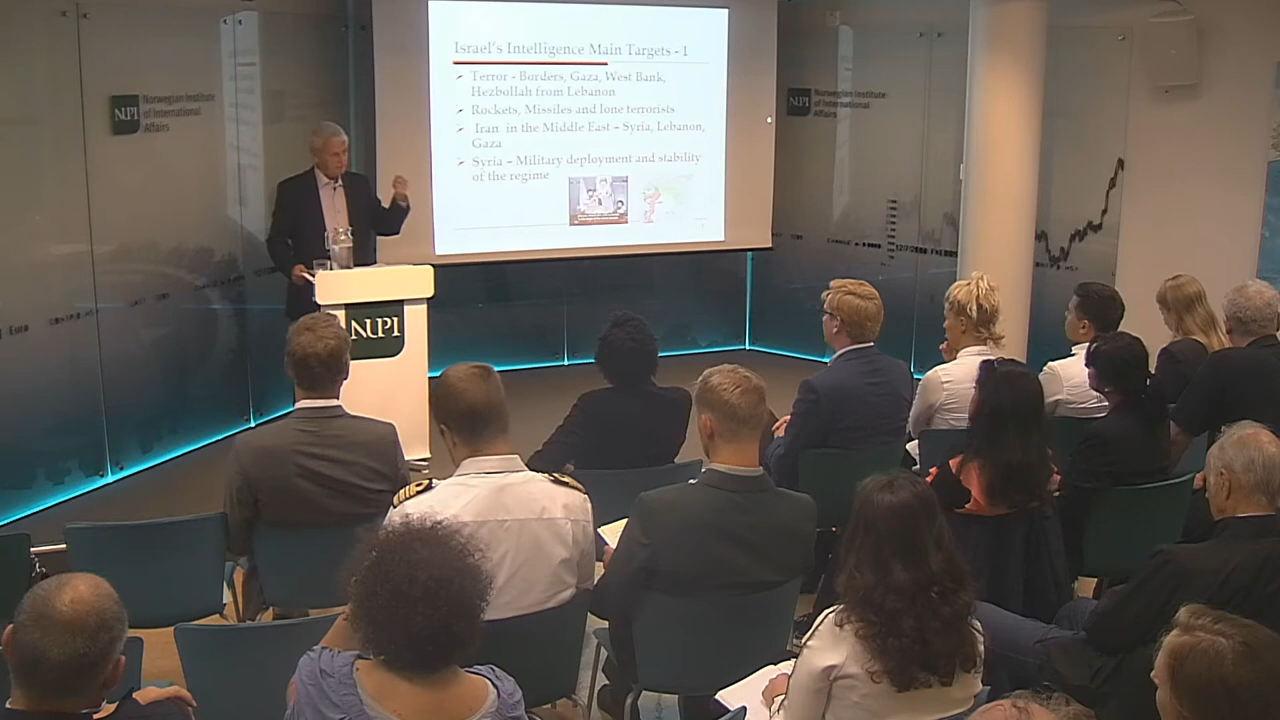 NUPI
Norwegian Institute
of International
Affairs
Israel's Intelligence Main Targets - 1
Terror - Borders, Gaza, West Bank,
Hezbollah from Lebanon
Rockets, Missiles and lone terrorists
Iran in the Middle East – Syria, Lebanon,
Gaza
Syria – Military deployment and stability
of the regime
NUPI
Norwegian Institute
of International
Affairs
NUPI
Euro